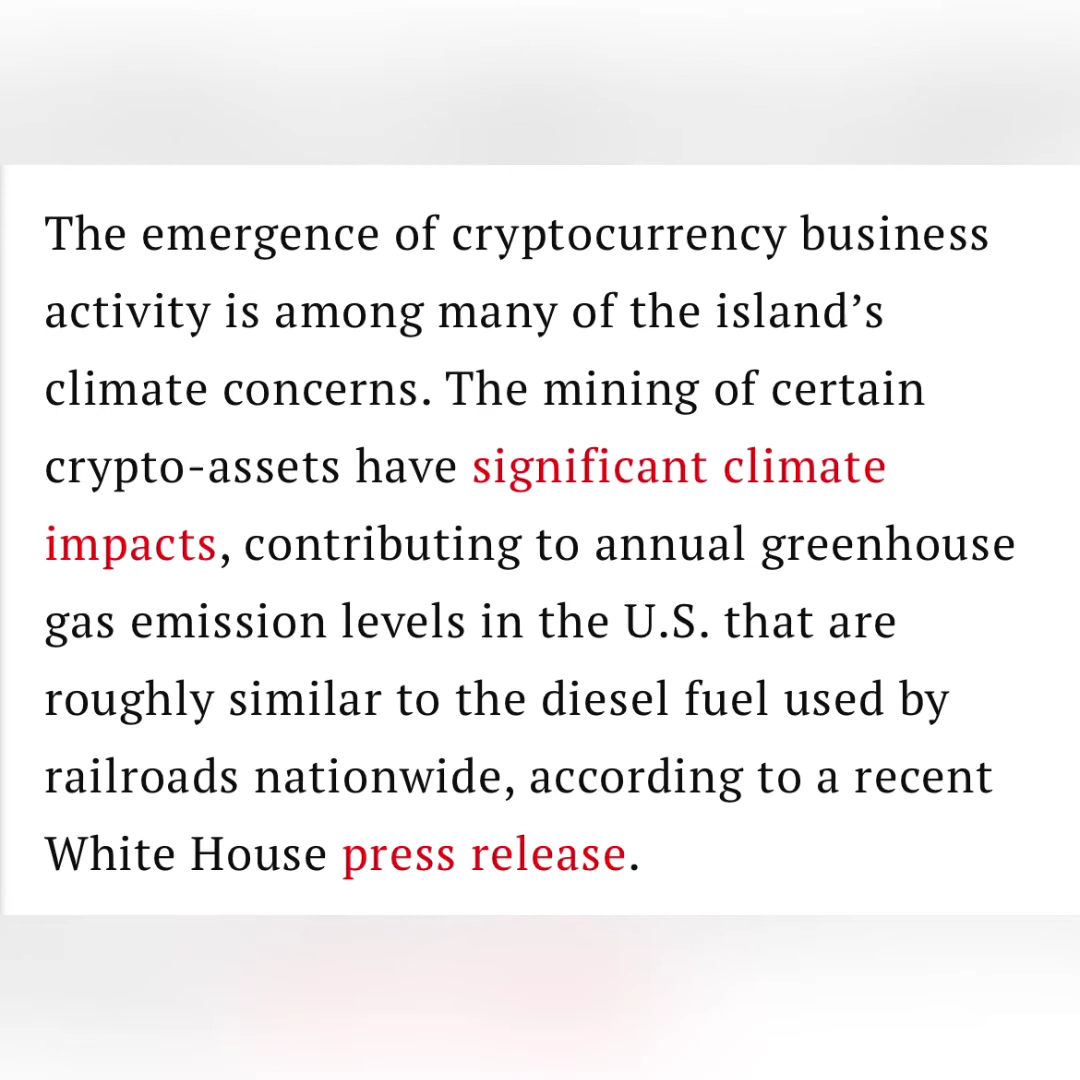 The emergence of cryptocurrency business
activity is among many of the island’s
climate concerns. The mining of certain
crypto-assets have significant climate
impacts, contributing to annual greenhouse
gas emission levels in the U.S. that are
roughly similar to the diesel fuel used by
railroads nationwide, according to a recent
White House press release.